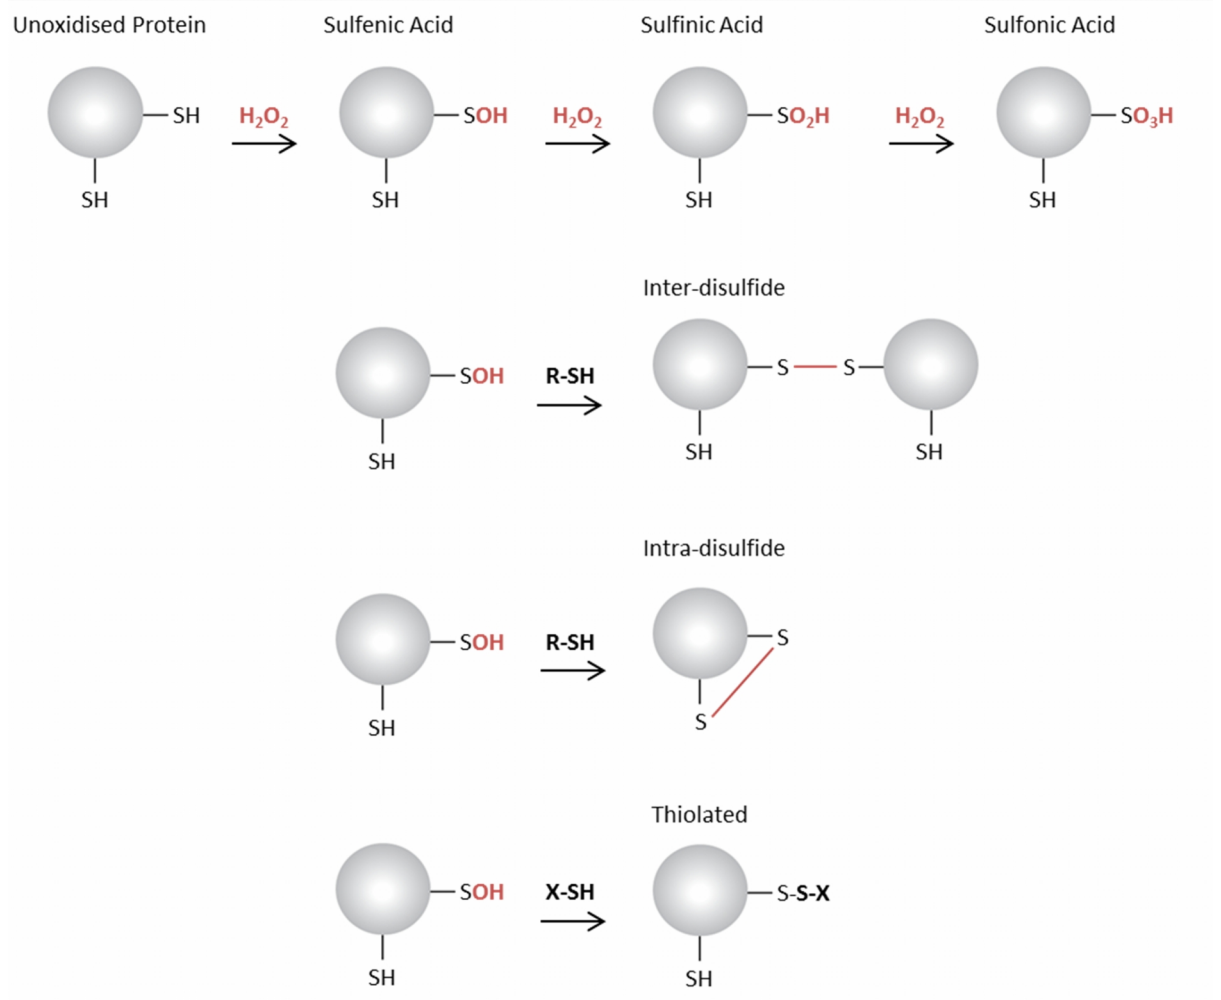 Unoxidised Protein
Sulfenic Acid
Sulfinic Acid
Sulfonic Acid
SH
H₂O₂
SOH
H₂O₂
SO₂H
H₂O₂
SO₃H
SH
SH
SH
SH
Inter-disulfide
SOH
R-SH
S
S
SH
SH
SH
Intra-disulfide
SOH
R-SH
S
SH
S
Thiolated
SOH
X-SH
S-S-X
SH
SH